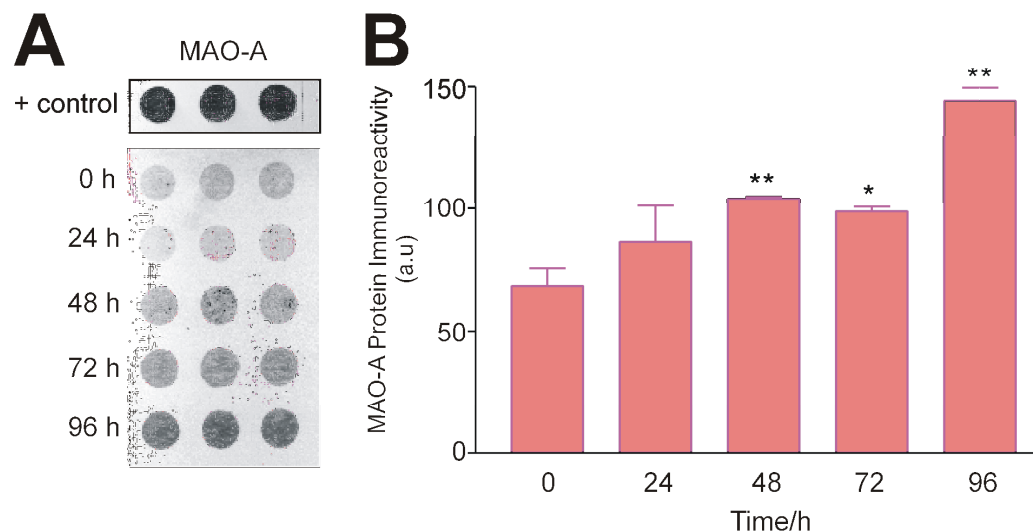 A
MAO-A
+ control
0 h
24 h
48 h
72 h
96 h
B
MAO-A Protein Immunoreactivity
(a.u)
150
100
50
0
**
*
**
0
24
48
72
96
Time/h